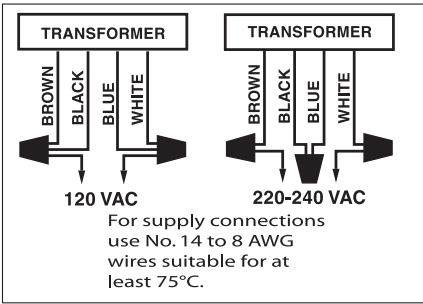 TRANSFORMER
BROWN
BLACK
BLUE
WHITE
120 VAC
TRANSFORMER
BROWN
BLACK
BLUE
WHITE
220-240 VAC
For supply connections
use No. 14 to 8 AWG
wires suitable for at
least 75°C.